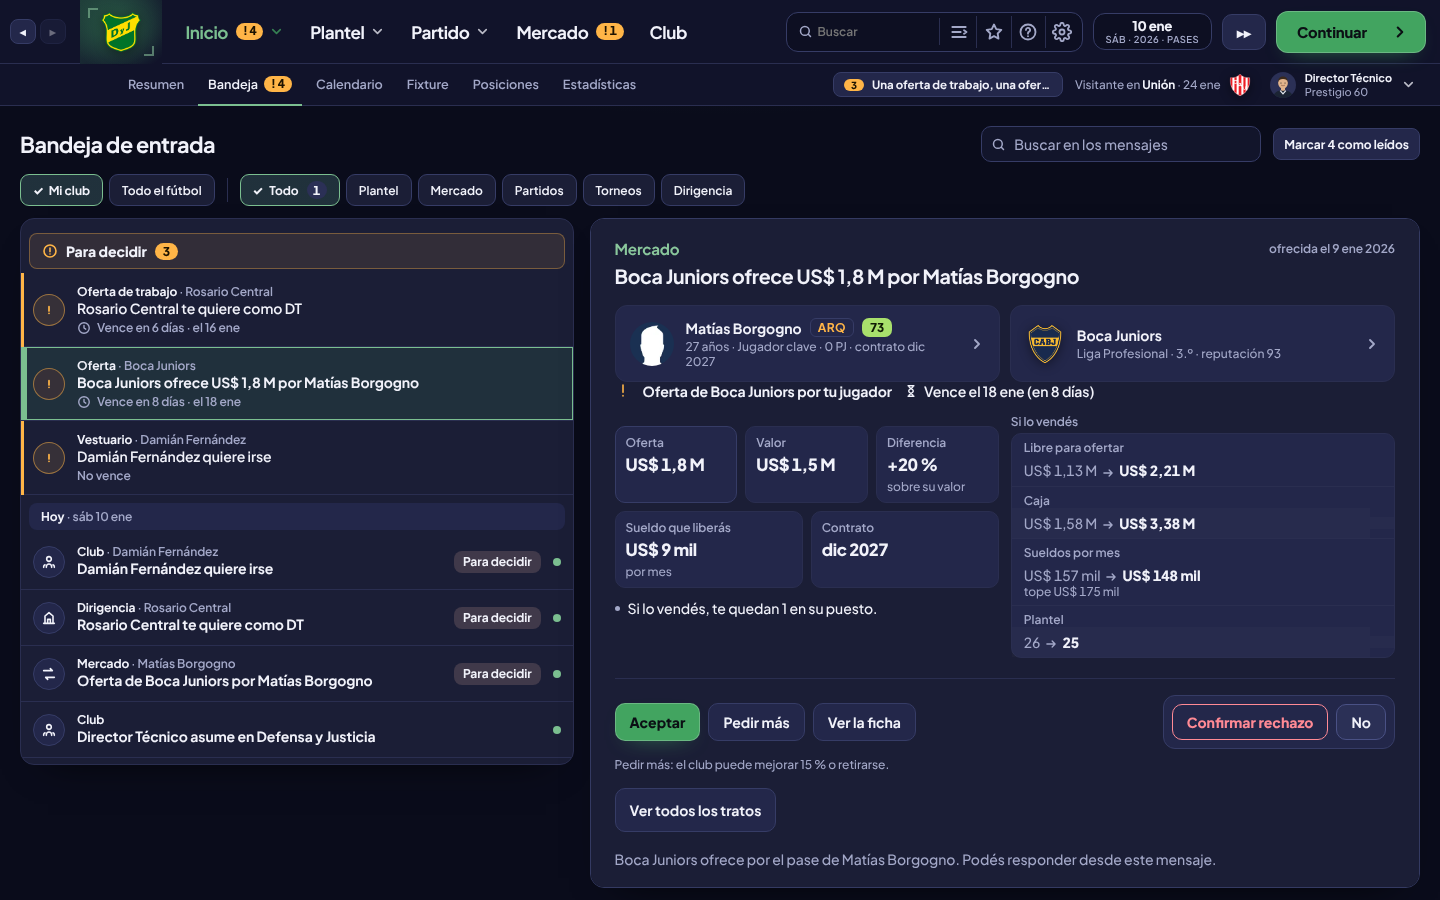 DyJ
Inicio !4
Plantel
Partido
Mercado !1
Club
Buscar
10 ene
SÁB · 2026 · PASES
Continuar
Resumen
Bandeja !4
Calendario
Fixture
Posiciones
Estadísticas
3 Una oferta de trabajo, una ofer...
Visitante en Unión · 24 ene
Director Técnico
Prestigio 60
Bandeja de entrada
Buscar en los mensajes
Marcar 4 como leídos
Mi club
Todo el fútbol
Todo 1
Plantel
Mercado
Partidos
Torneos
Dirigencia
! Para decidir 3
!
Oferta de trabajo · Rosario Central
Rosario Central te quiere como DT
Vence en 6 días · el 16 ene
!
Oferta · Boca Juniors
Boca Juniors ofrece US$ 1,8 M por Matías Borgogno
Vence en 8 días · el 18 ene
!
Vestuario · Damián Fernández
Damián Fernández quiere irse
No vence
Hoy · sáb 10 ene
Club · Damián Fernández
Damián Fernández quiere irse
Para decidir
Dirigencia · Rosario Central
Rosario Central te quiere como DT
Para decidir
Mercado · Matías Borgogno
Oferta de Boca Juniors por Matías Borgogno
Para decidir
Club
Director Técnico asume en Defensa y Justicia
Mercado
ofrecida el 9 ene 2026
Boca Juniors ofrece US$ 1,8 M por Matías Borgogno
Matías Borgogno ARQ 73
27 años · Jugador clave · 0 PJ · contrato dic
2027
CABJ
Boca Juniors
Liga Profesional · 3.º · reputación 93
! Oferta de Boca Juniors por tu jugador Vence el 18 ene (en 8 días)
Oferta
US$ 1,8 M
Valor
US$ 1,5 M
Diferencia
+20 %
sobre su valor
Sueldo que liberás
US$ 9 mil
por mes
Contrato
dic 2027
• Si lo vendés, te quedan 1 en su puesto.
Si lo vendés
Libre para ofertar
US$ 1,13 M → US$ 2,21 M
Caja
US$ 1,58 M → US$ 3,38 M
Sueldos por mes
US$ 157 mil → US$ 148 mil
tope US$ 175 mil
Plantel
26 → 25
Aceptar
Pedir más
Ver la ficha
Confirmar rechazo
No
Pedir más: el club puede mejorar 15 % o retirarse.
Ver todos los tratos
Boca Juniors ofrece por el pase de Matías Borgogno. Podés responder desde este mensaje.